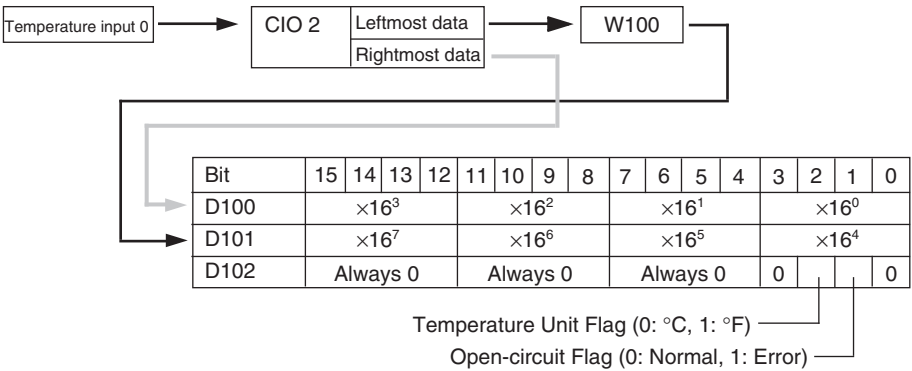 Temperature input 0
CIO 2
Leftmost data
Rightmost data
W100
Bit 15 14 13 12 11 10 9 8 7 6 5 4 3 2 1 0
D100 ×16³ ×16² ×16¹ ×16⁰
D101 ×16⁷ ×16⁶ ×16⁵ ×16⁴
D102 Always 0 Always 0 Always 0 0 0
Temperature Unit Flag (0: °C, 1: °F)
Open-circuit Flag (0: Normal, 1: Error)